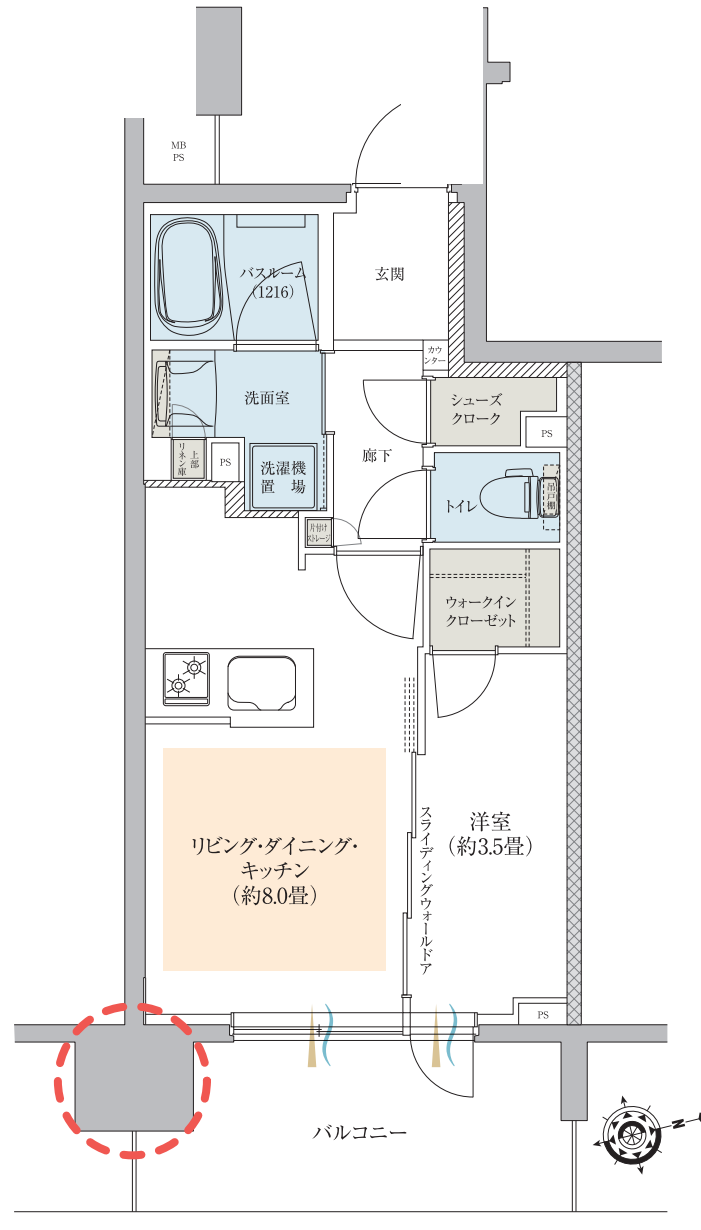 MB
PS
バスルーム
(1216)
玄関
カウ
ンター
洗面室
シューズ
クローク
PS
リネン庫
上部
PS
洗濯機
置場
廊下
トイレ
吊戸棚
片付け
ストレージ
ウォークイン
クローゼット
リビング・ダイニング・
キッチン
（約8.0畳）
スライディングウォールドア
洋室
（約3.5畳）
PS
バルコニー
N